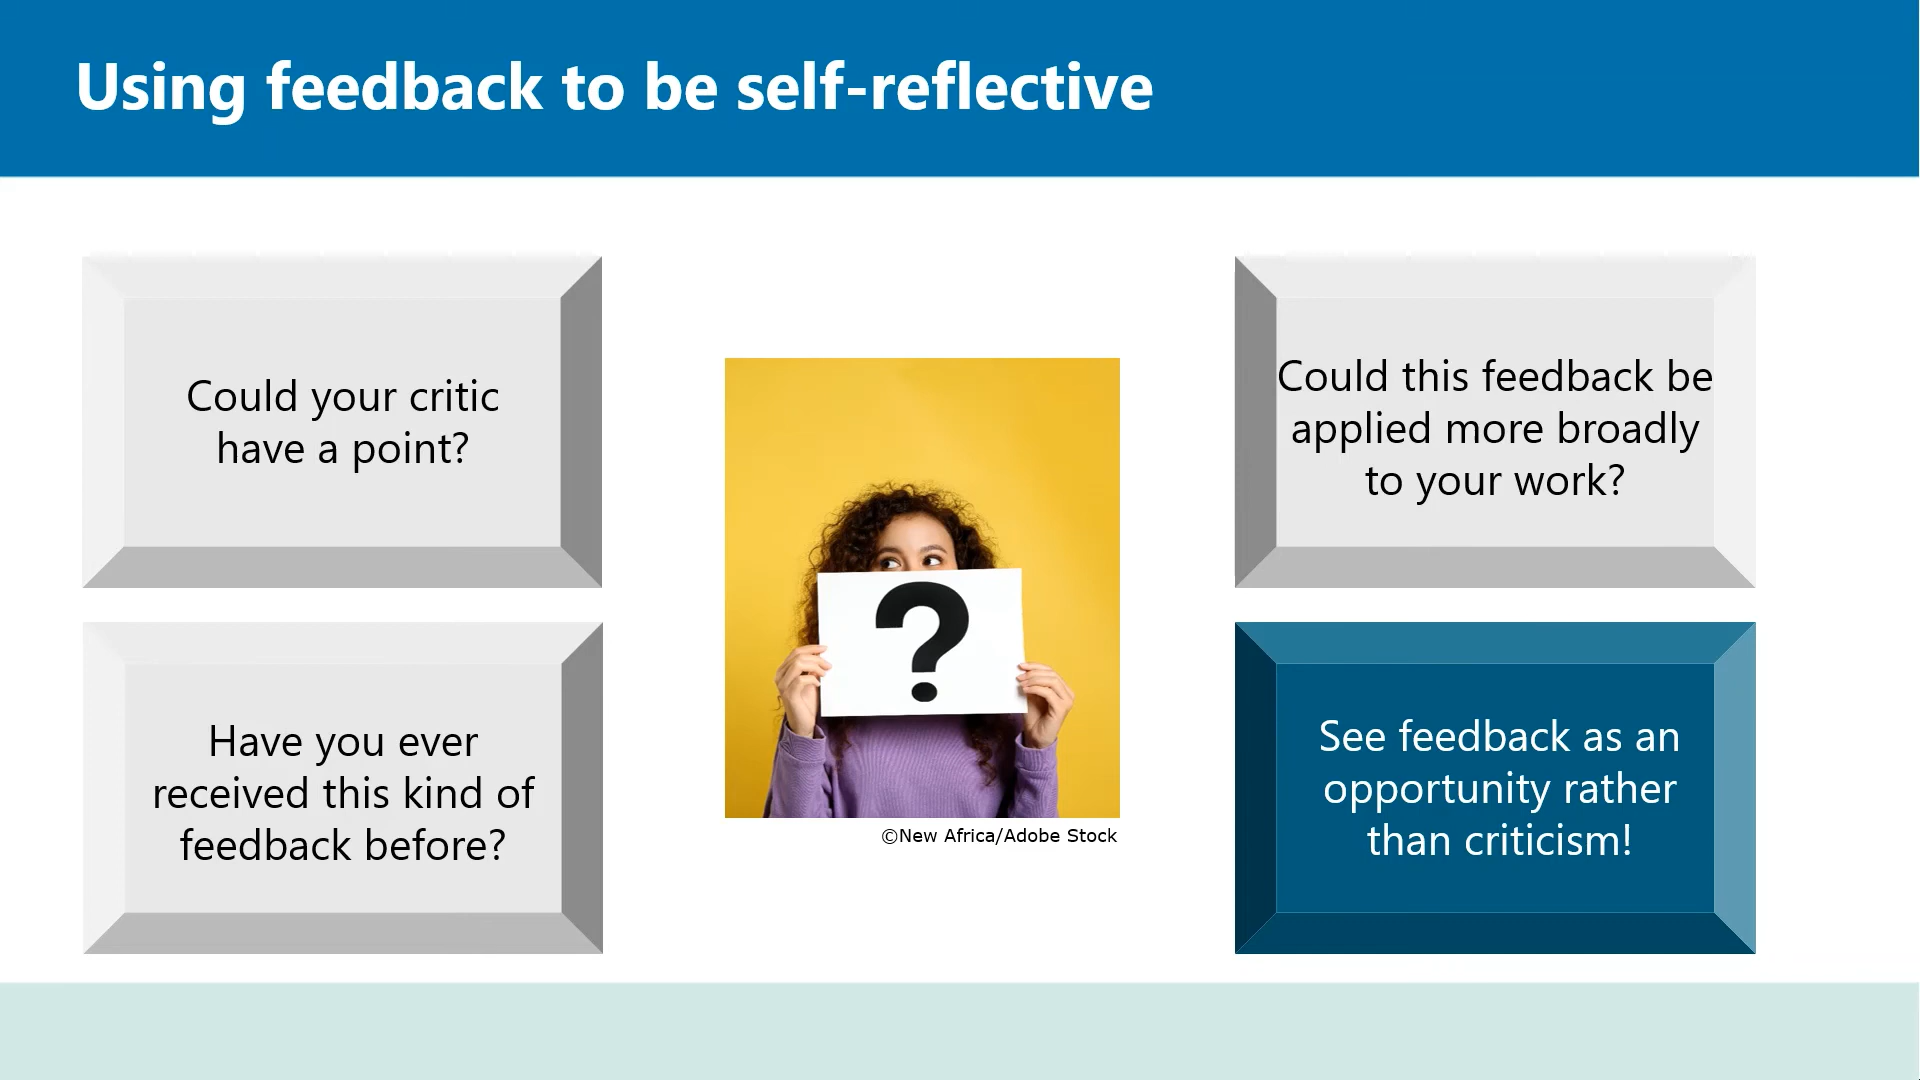 Using feedback to be self-reflective
Could your critic
have a point?
Have you ever
received this kind of
feedback before?
?
©New Africa/Adobe Stock
Could this feedback be
applied more broadly
to your work?
See feedback as an
opportunity rather
than criticism!